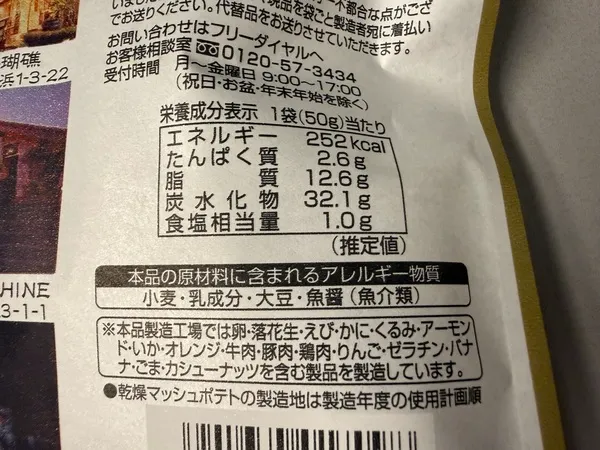 でお送りください。代替品をお送りさせていただきます。
お問い合わせはフリーダイヤルへ
お客様相談室 0120-57-3434
受付時間 月～金曜日 9:00～17:00
(祝日・お盆・年末年始を除く)
瑚礁
浜1-3-22
栄養成分表示 1袋(50g)当たり
エネルギー 252kcal
たんぱく質 2.6g
脂質 12.6g
炭水化物 32.1g
食塩相当量 1.0g
(推定値)
HINE
3-1-1
本品の原材料に含まれるアレルギー物質
小麦・乳成分・大豆・魚醤(魚介類)
※本品製造工場では卵・落花生・えび・かに・くるみ・アーモン
ド・いか・オレンジ・牛肉・豚肉・鶏肉・りんご・ゼラチン・バナ
ナ・ごま・カシューナッツを含む製品を製造しています。
●乾燥マッシュポテトの製造地は製造年度の使用計画順